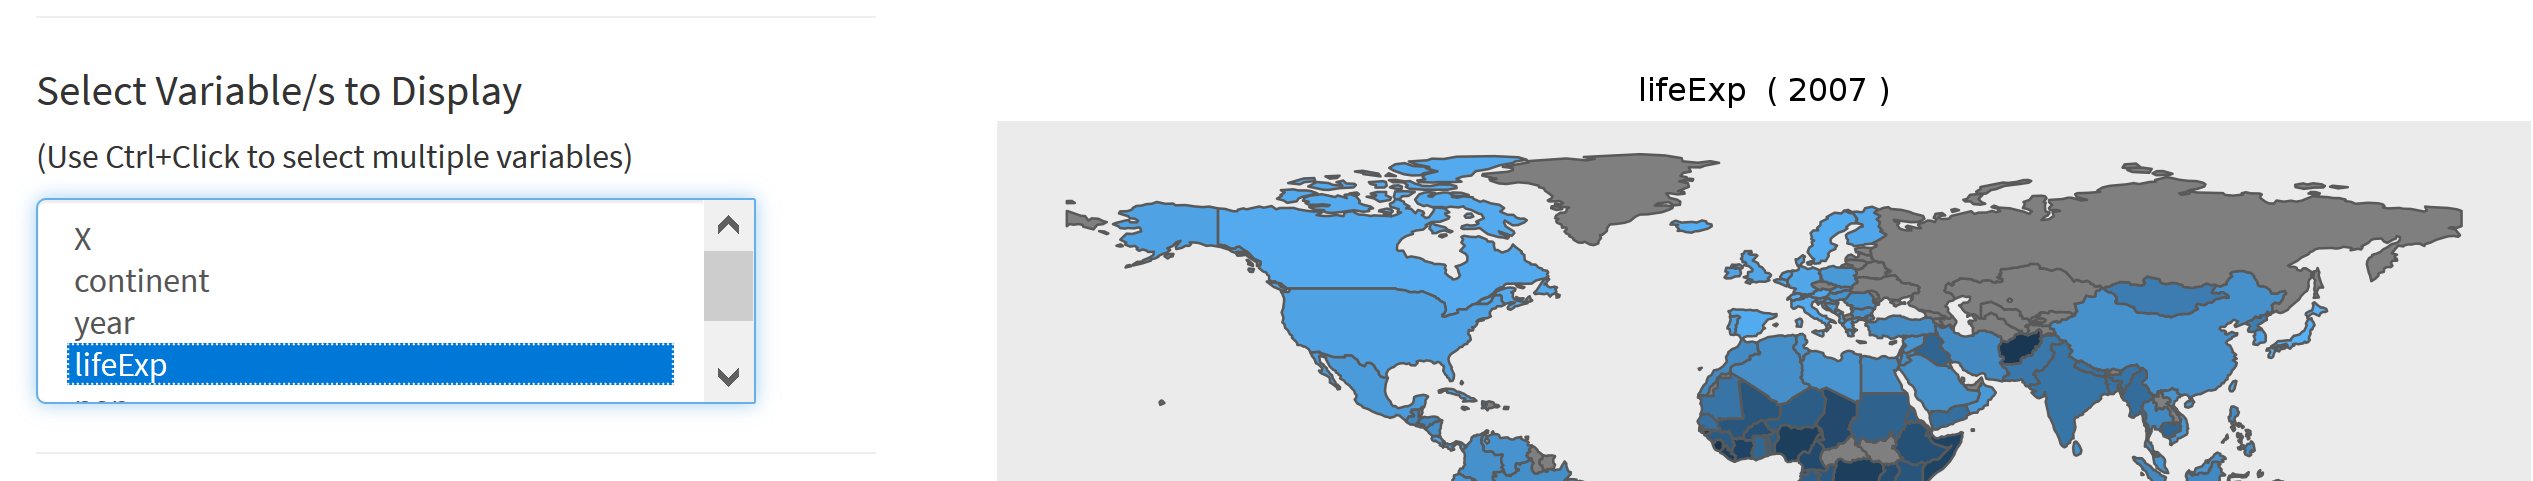 Select Variable/s to Display
(Use Ctrl+Click to select multiple variables)
X
continent
year
lifeExp
lifeExp ( 2007 )